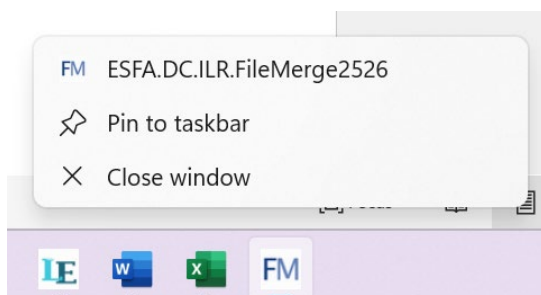 FM ESFA.DC.ILR.FileMerge2526
Pin to taskbar
Close window
LE W X FM